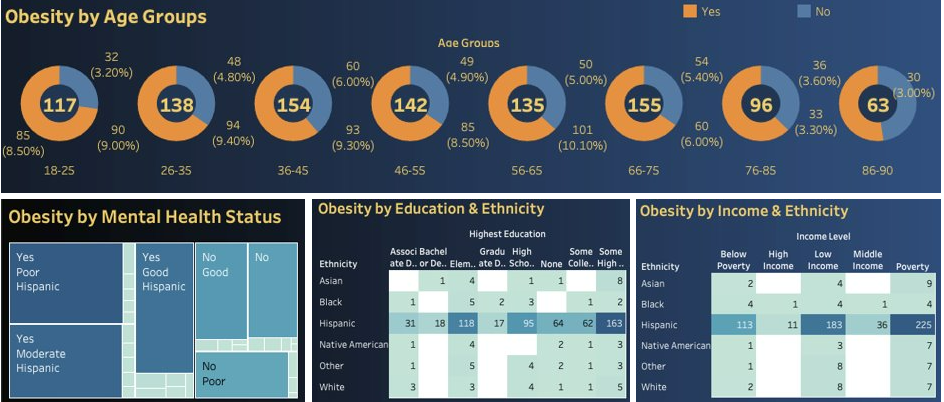 Obesity by Age Groups
Yes
No
Age Groups
32
(3.20%)
117
85
(8.50%)
18-25
48
(4.80%)
138
90
(9.00%)
26-35
60
(6.00%)
154
94
(9.40%)
36-45
49
(4.90%)
142
93
(9.30%)
46-55
50
(5.00%)
135
85
(8.50%)
56-65
54
(5.40%)
155
101
(10.10%)
66-75
36
(3.60%)
96
60
(6.00%)
76-85
30
(3.00%)
63
33
(3.30%)
86-90
Obesity by Mental Health Status
Yes
Poor
Hispanic
Yes
Moderate
Hispanic
Yes
Good
Hispanic
No
Good
No
No
Poor
Obesity by Education & Ethnicity
Highest Education
Ethnicity Associ ate D.. Bachel or De.. Elem.. Gradu ate D.. High Scho.. None Some Colle.. Some High ..
Asian 1 4 1 1 8
Black 1 5 2 3 1 2
Hispanic 31 18 118 17 95 64 62 163
Native American 1 4 2 1 3
Other 1 5 4 2 1 3
White 3 3 4 1 1 5
Obesity by Income & Ethnicity
Income Level
Ethnicity Below Poverty High Income Low Income Middle Income Poverty
Asian 2 4 9
Black 4 1 4 1 4
Hispanic 113 11 183 36 225
Native American 1 3 7
Other 1 8 7
White 2 8 7